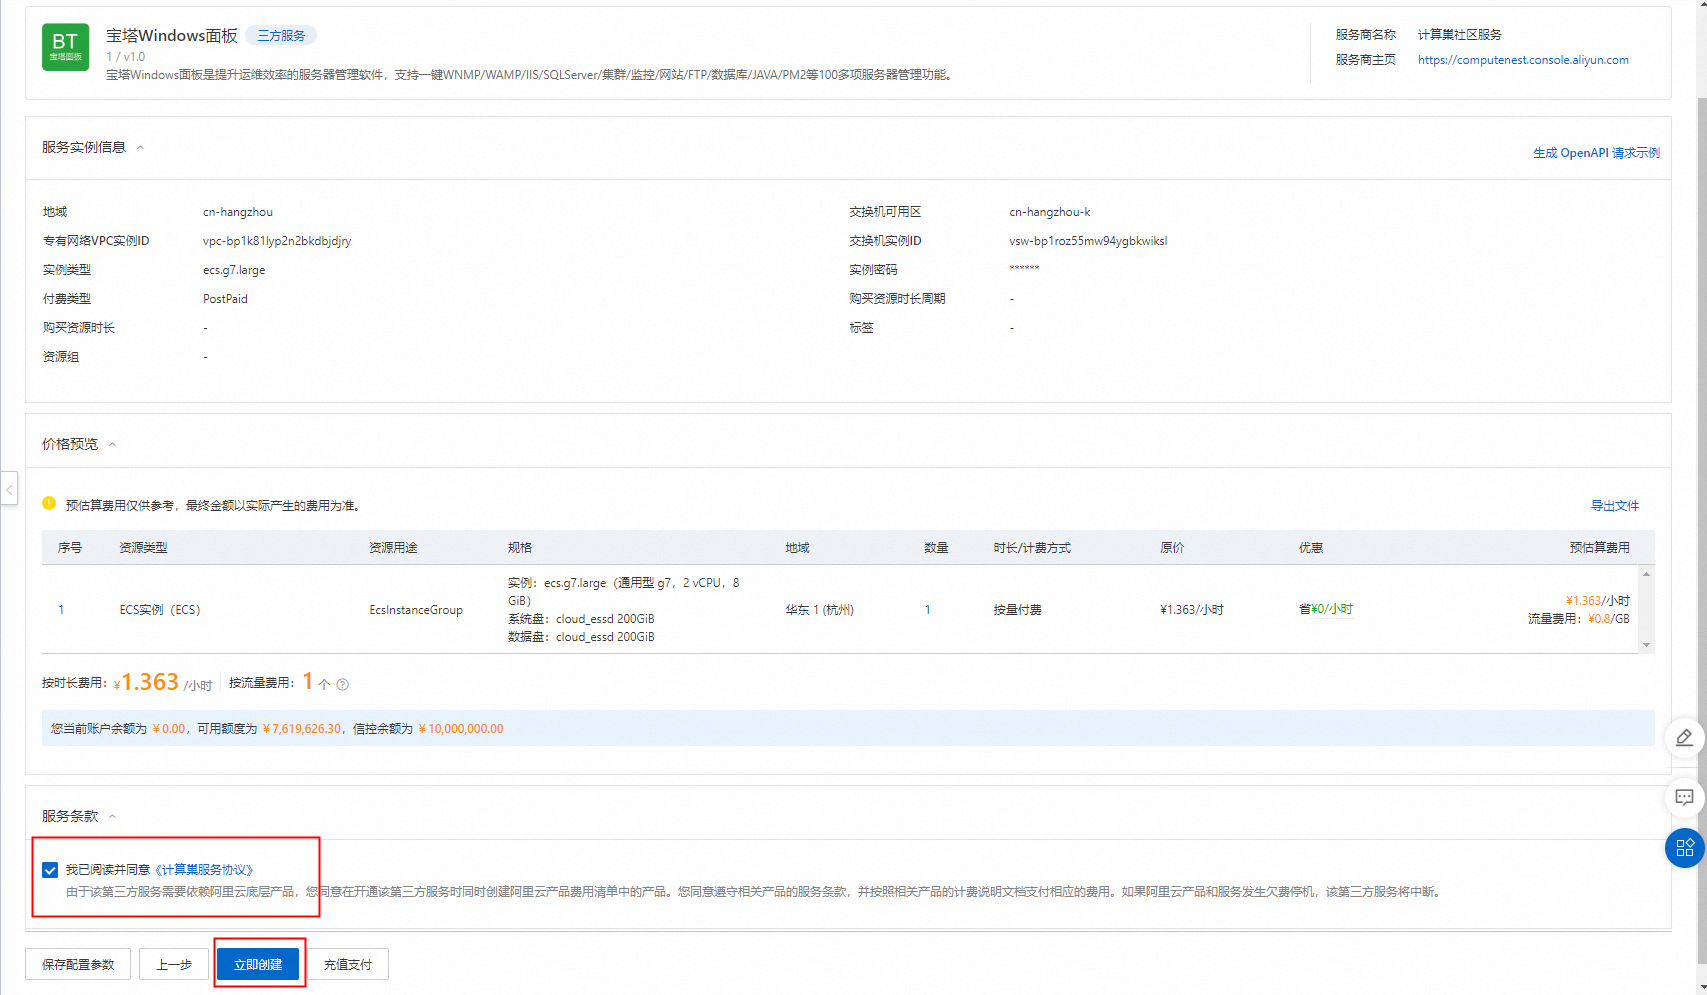 BT
宝塔面板
宝塔Windows面板 三方服务
1 / v1.0
宝塔Windows面板是提升运维效率的服务器管理软件，支持一键WNMP/WAMP/IIS/SQLServer/集群/监控/网站/FTP/数据库/JAVA/PM2等100多项服务器管理功能。
服务商名称 计算巢社区服务
服务商主页 https://computenest.console.aliyun.com
服务实例信息
生成 OpenAPI 请求示例
地域 cn-hangzhou 交换机可用区 cn-hangzhou-k
专有网络VPC实例ID vpc-bp1k81lyp2n2bkdbjdjry 交换机实例ID vsw-bp1roz55mw94ygbkwiksl
实例类型 ecs.g7.large 实例密码 ******
付费类型 PostPaid 购买资源时长周期 -
购买资源时长 - 标签 -
资源组 -
价格预览
预估算费用仅供参考，最终金额以实际产生的费用为准。 导出文件
序号 资源类型 资源用途 规格 地域 数量 时长/计费方式 原价 优惠 预估算费用
1 ECS实例（ECS） EcsInstanceGroup 实例：ecs.g7.large（通用型 g7，2 vCPU，8
GiB）
系统盘：cloud_essd 200GiB
数据盘：cloud_essd 200GiB
华东 1 (杭州) 1 按量付费 ¥1.363/小时 省¥0/小时 ¥1.363/小时
流量费用：¥0.8/GB
按时长费用：¥1.363 /小时 按流量费用：1 个
您当前账户余额为 ¥0.00，可用额度为 ¥7,619,626.30，信控余额为 ¥10,000,000.00
服务条款
我已阅读并同意《计算巢服务协议》
由于该第三方服务需要依赖阿里云底层产品，您同意在开通该第三方服务时同时创建阿里云产品费用清单中的产品。您同意遵守相关产品的服务条款，并按照相关产品的计费说明文档支付相应的费用。如果阿里云产品和服务发生欠费停机，该第三方服务将中断。
保存配置参数 上一步 立即创建 充值支付